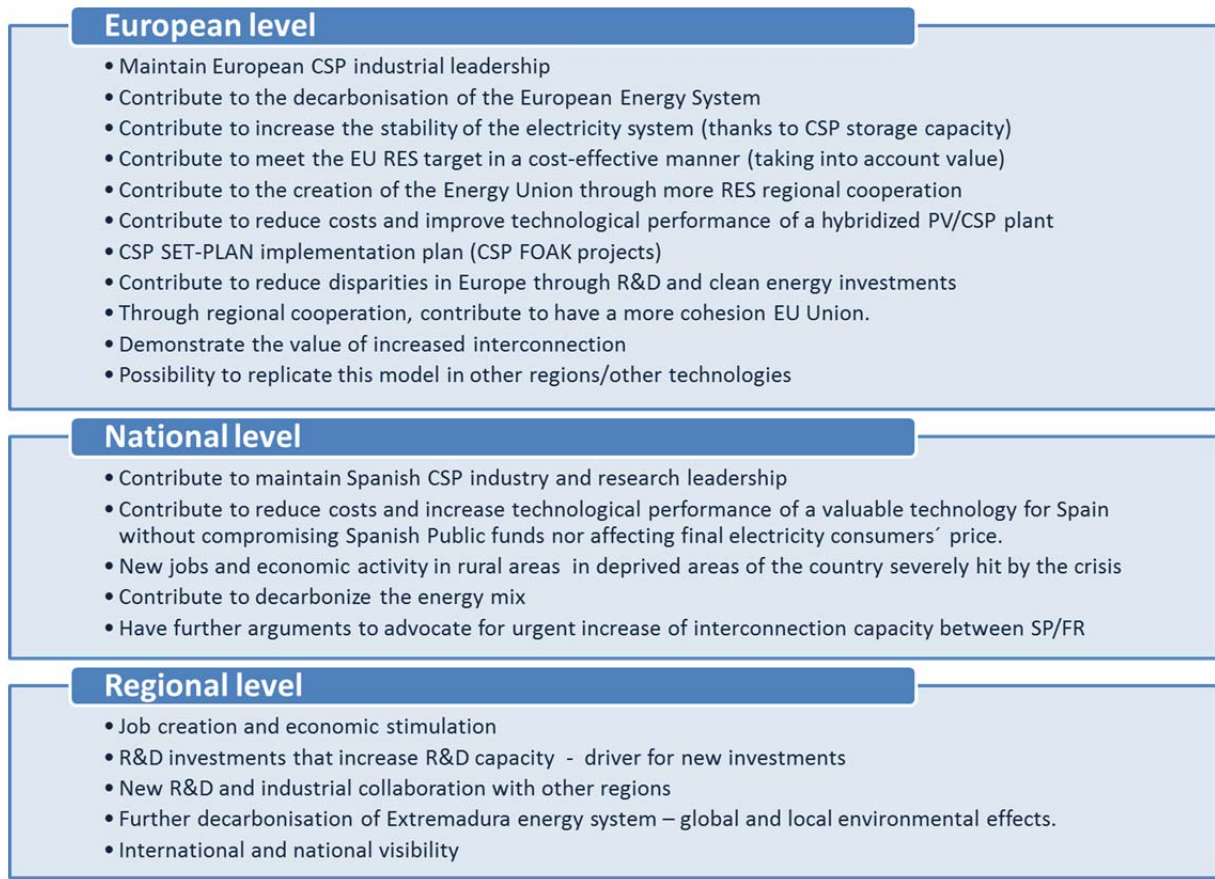 European level
• Maintain European CSP industrial leadership
• Contribute to the decarbonisation of the European Energy System
• Contribute to increase the stability of the electricity system (thanks to CSP storage capacity)
• Contribute to meet the EU RES target in a cost-effective manner (taking into account value)
• Contribute to the creation of the Energy Union through more RES regional cooperation
• Contribute to reduce costs and improve technological performance of a hybridized PV/CSP plant
• CSP SET-PLAN implementation plan (CSP FOAK projects)
• Contribute to reduce disparities in Europe through R&D and clean energy investments
• Through regional cooperation, contribute to have a more cohesion EU Union.
• Demonstrate the value of increased interconnection
• Possibility to replicate this model in other regions/other technologies
National level
• Contribute to maintain Spanish CSP industry and research leadership
• Contribute to reduce costs and increase technological performance of a valuable technology for Spain
without compromising Spanish Public funds nor affecting final electricity consumers´ price.
• New jobs and economic activity in rural areas in deprived areas of the country severely hit by the crisis
• Contribute to decarbonize the energy mix
• Have further arguments to advocate for urgent increase of interconnection capacity between SP/FR
Regional level
• Job creation and economic stimulation
• R&D investments that increase R&D capacity - driver for new investments
• New R&D and industrial collaboration with other regions
• Further decarbonisation of Extremadura energy system – global and local environmental effects.
• International and national visibility